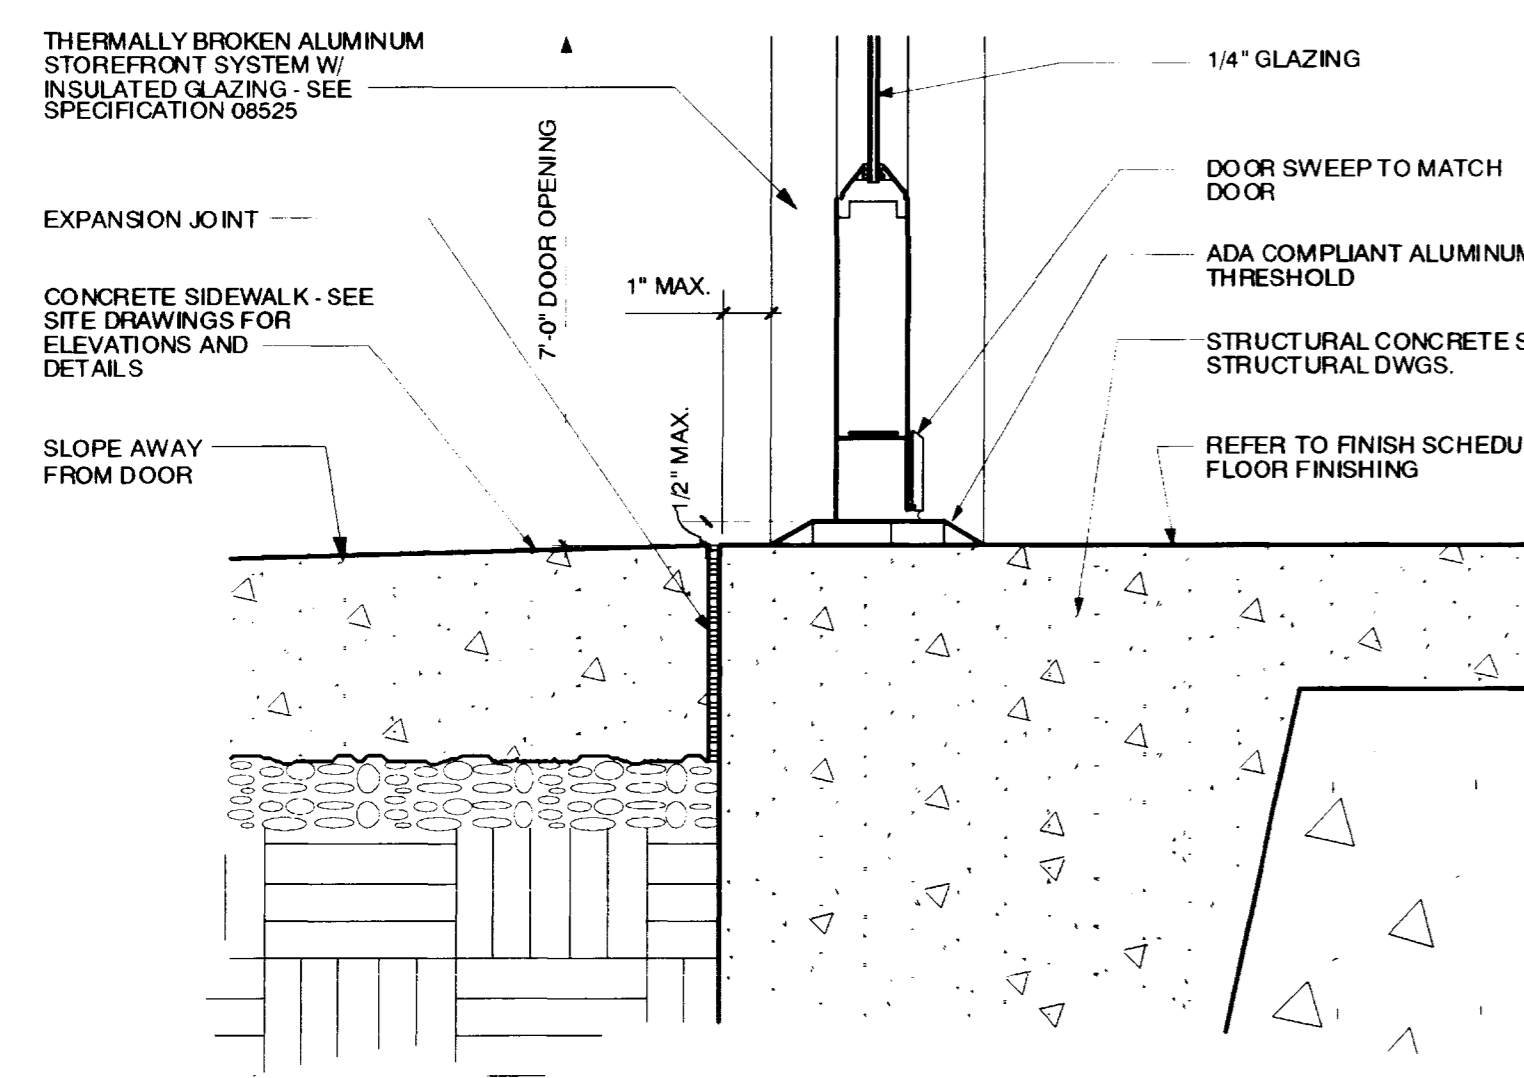 THERMALLY BROKEN ALUMINUM
STOREFRONT SYSTEM W/
INSULATED GLAZING - SEE
SPECIFICATION 08525
EXPANSION JOINT
CONCRETE SIDEWALK - SEE
SITE DRAWINGS FOR
ELEVATIONS AND
DETAILS
SLOPE AWAY
FROM DOOR
7'-0" DOOR OPENING
1" MAX.
1/2" MAX.
1/4" GLAZING
DOOR SWEEP TO MATCH
DOOR
ADA COMPLIANT ALUMINUM
THRESHOLD
STRUCTURAL CONCRETE S
STRUCTURAL DWGS.
REFER TO FINISH SCHEDU
FLOOR FINISHING